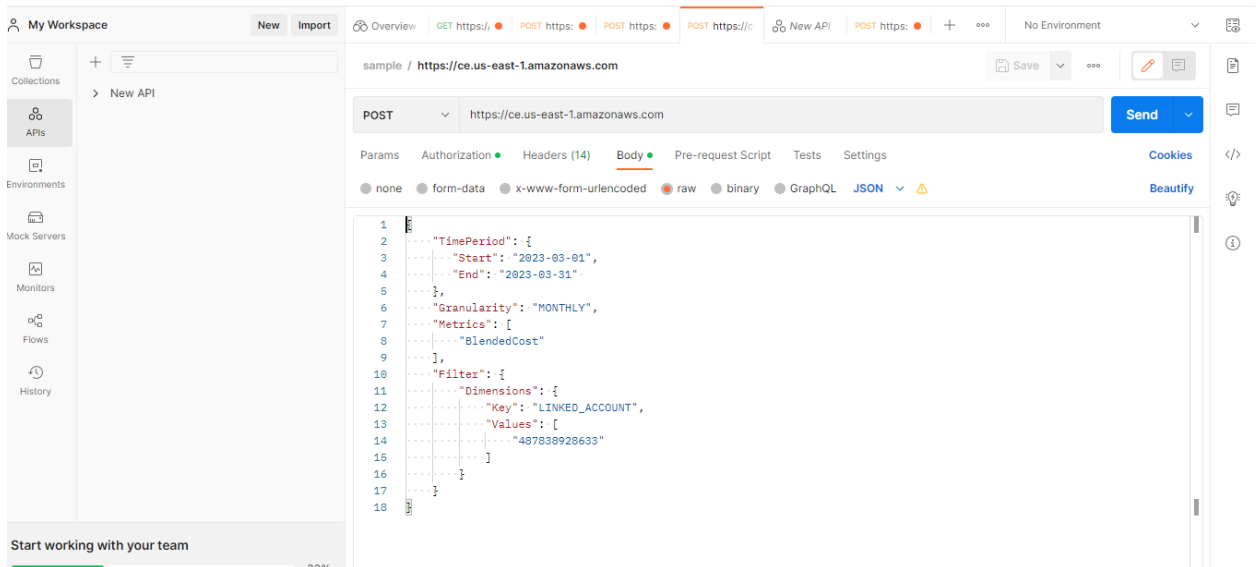 My Workspace
New
Import
Overview
GET https:/
POST https:
POST https:
POST https://c
New API
POST https:
No Environment
Collections
APIs
Environments
Mock Servers
Monitors
Flows
History
New API
sample / https://ce.us-east-1.amazonaws.com
Save
POST
https://ce.us-east-1.amazonaws.com
Send
Params
Authorization
Headers (14)
Body
Pre-request Script
Tests
Settings
Cookies
none
form-data
x-www-form-urlencoded
raw
binary
GraphQL
JSON
Beautify
1 {
2 "TimePeriod": {
3 "Start": "2023-03-01",
4 "End": "2023-03-31"
5 },
6 "Granularity": "MONTHLY",
7 "Metrics": [
8 "BlendedCost"
9 ],
10 "Filter": {
11 "Dimensions": {
12 "Key": "LINKED_ACCOUNT",
13 "Values": [
14 "487838928633"
15 ]
16 }
17 }
18 }
Start working with your team